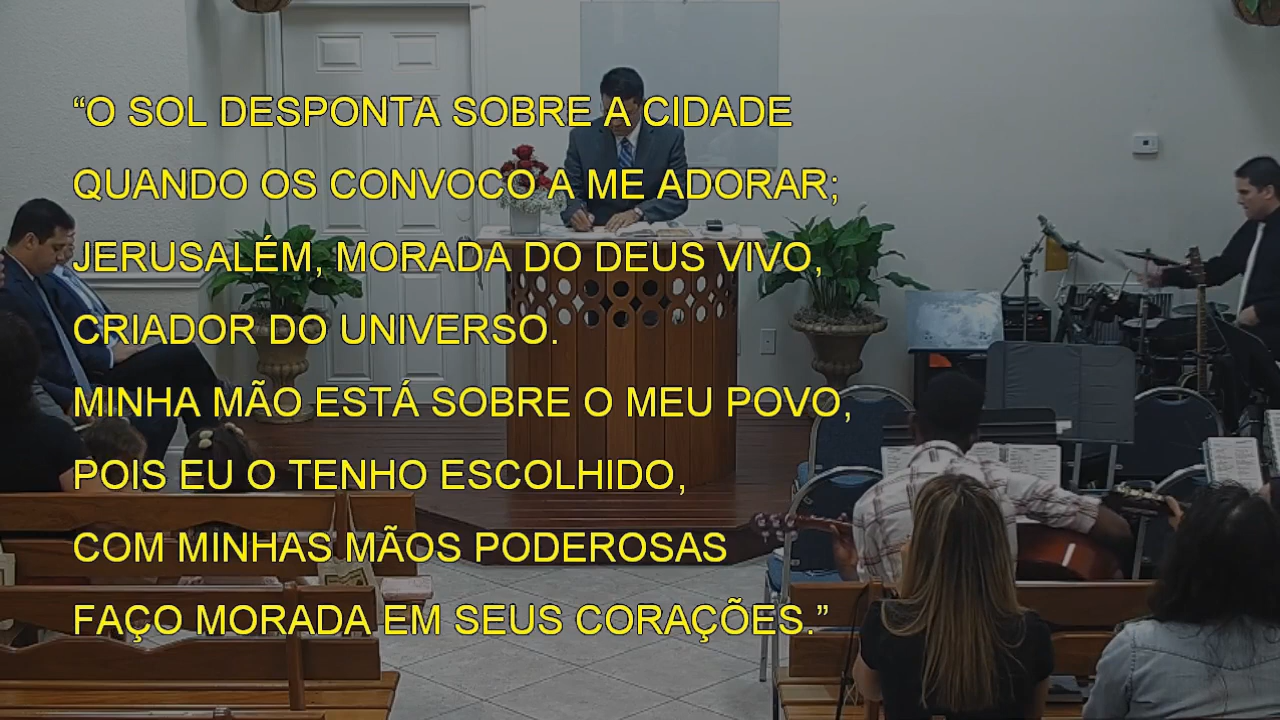 “O SOL DESPONTA SOBRE A CIDADE
QUANDO OS CONVOCO A ME ADORAR;
JERUSALÉM, MORADA DO DEUS VIVO,
CRIADOR DO UNIVERSO.
MINHA MÃO ESTÁ SOBRE O MEU POVO,
POIS EU O TENHO ESCOLHIDO,
COM MINHAS MÃOS PODEROSAS
FAÇO MORADA EM SEUS CORAÇÕES.”